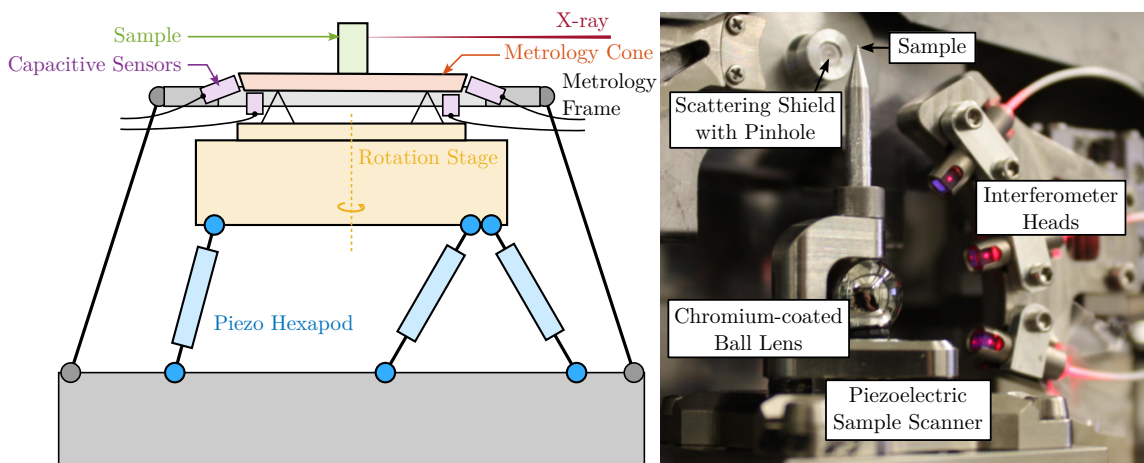 Sample
X-ray
Metrology Cone
Capacitive Sensors
Metrology
Frame
Rotation Stage
Piezo Hexapod
Sample
Scattering Shield
with Pinhole
Interferometer
Heads
Chromium-coated
Ball Lens
Piezoelectric
Sample Scanner